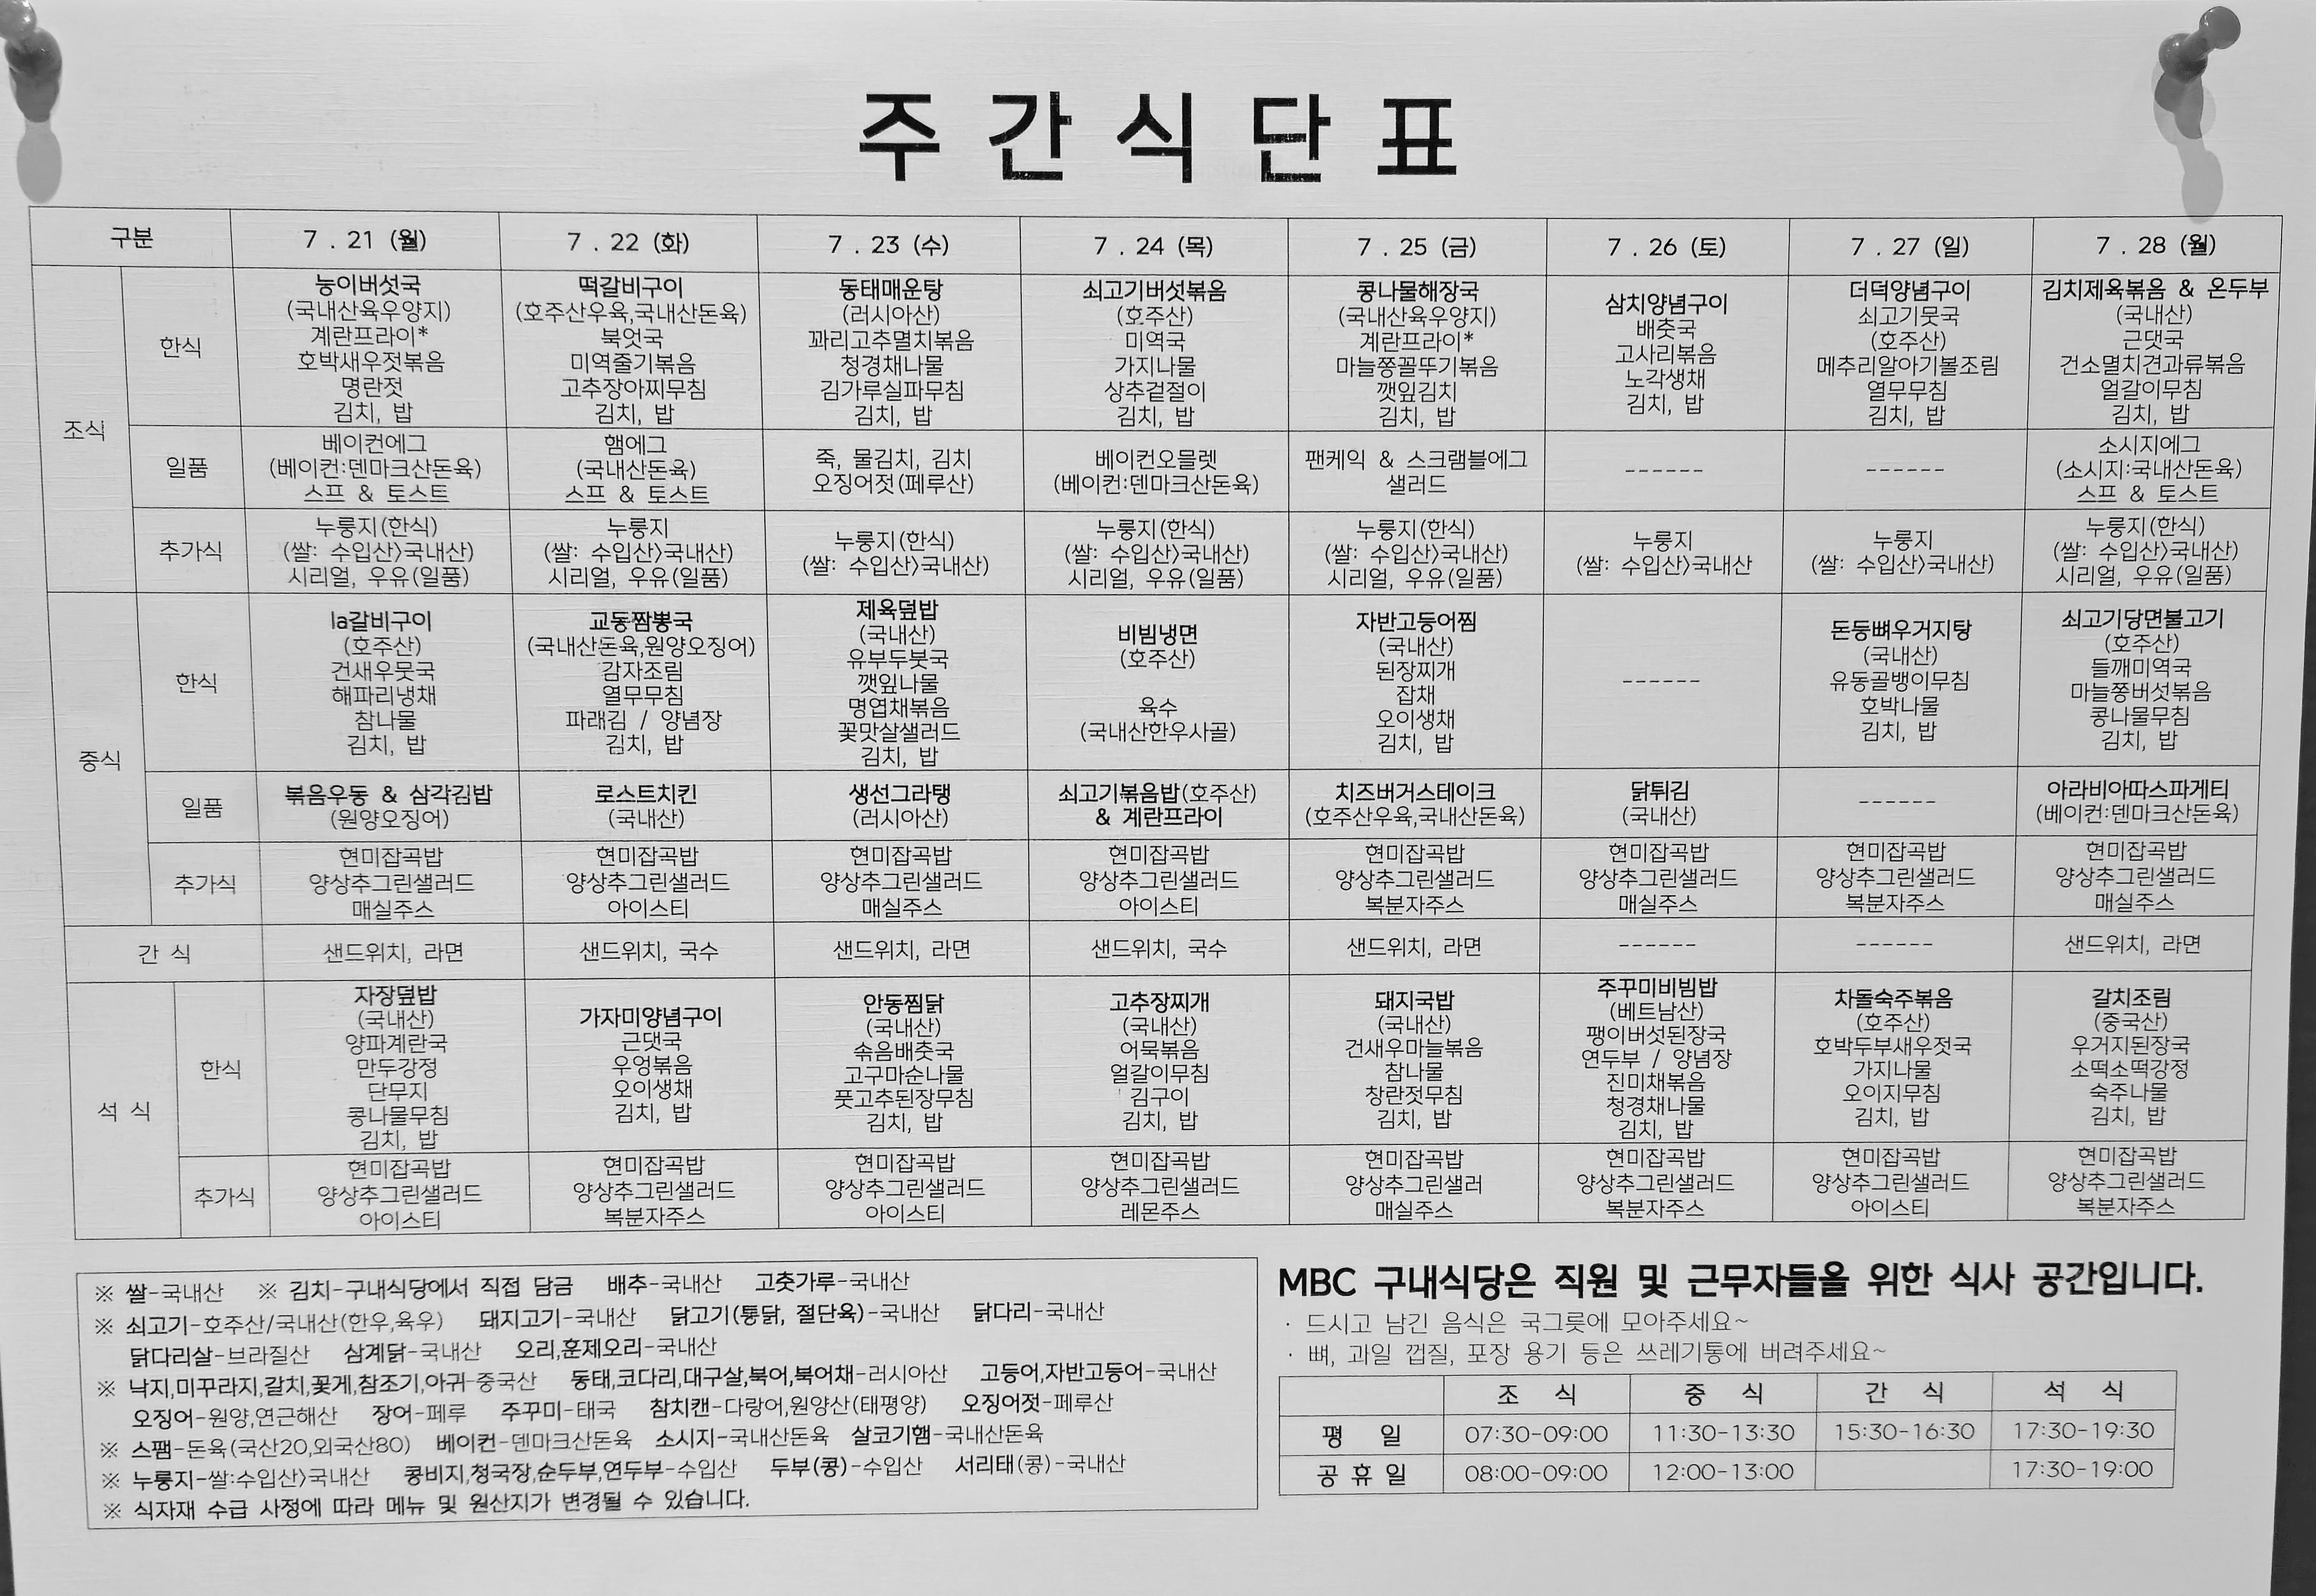 주간식단표
구분 7 . 21 (월) 7 . 22 (화) 7 . 23 (수) 7 . 24 (목) 7 . 25 (금) 7 . 26 (토) 7 . 27 (일) 7 . 28 (월)
조식
한식
능이버섯국
(국내산육우양지)
계란프라이*
호박새우젓볶음
명란젓
김치, 밥
떡갈비구이
(호주산우육,국내산돈육)
북엇국
미역줄기볶음
고추장아찌무침
김치, 밥
동태매운탕
(러시아산)
꽈리고추멸치볶음
청경채나물
김가루실파무침
김치, 밥
쇠고기버섯볶음
(호주산)
미역국
가지나물
상추겉절이
김치, 밥
콩나물해장국
(국내산육우양지)
계란프라이*
마늘쫑꼴뚜기볶음
깻잎김치
김치, 밥
삼치양념구이
배춧국
고사리볶음
노각생채
김치, 밥
더덕양념구이
쇠고기뭇국
(호주산)
메추리알아기볼조림
열무무침
김치, 밥
김치제육볶음 & 온두부
(국내산)
근댓국
건소멸치견과류볶음
얼갈이무침
김치, 밥
일품
베이컨에그
(베이컨:덴마크산돈육)
스프 & 토스트
햄에그
(국내산돈육)
스프 & 토스트
죽, 물김치, 김치
오징어젓(페루산)
베이컨오믈렛
(베이컨:덴마크산돈육)
팬케익 & 스크램블에그
샐러드
------
------
소시지에그
(소시지:국내산돈육)
스프 & 토스트
추가식
누룽지(한식)
(쌀: 수입산>국내산)
시리얼, 우유(일품)
누룽지
(쌀: 수입산>국내산)
시리얼, 우유(일품)
누룽지(한식)
(쌀: 수입산>국내산)
누룽지(한식)
(쌀: 수입산>국내산)
시리얼, 우유(일품)
누룽지(한식)
(쌀: 수입산>국내산)
시리얼, 우유(일품)
누룽지
(쌀: 수입산>국내산
누룽지
(쌀: 수입산>국내산)
누룽지(한식)
(쌀: 수입산>국내산)
시리얼, 우유(일품)
중식
한식
la갈비구이
(호주산)
건새우뭇국
해파리냉채
참나물
김치, 밥
교동짬뽕국
(국내산돈육,원양오징어)
감자조림
열무무침
파래김 / 양념장
김치, 밥
제육덮밥
(국내산)
유부두붓국
깻잎나물
명엽채볶음
꽃맛살샐러드
김치, 밥
비빔냉면
(호주산)
육수
(국내산한우사골)
자반고등어찜
(국내산)
된장찌개
잡채
오이생채
김치, 밥
------
돈등뼈우거지탕
(국내산)
유동골뱅이무침
호박나물
김치, 밥
쇠고기당면불고기
(호주산)
들깨미역국
마늘쫑버섯볶음
콩나물무침
김치, 밥
일품
볶음우동 & 삼각김밥
(원양오징어)
로스트치킨
(국내산)
생선그라탱
(러시아산)
쇠고기볶음밥(호주산)
& 계란프라이
치즈버거스테이크
(호주산우육,국내산돈육)
닭튀김
(국내산)
------
아라비아따스파게티
(베이컨:덴마크산돈육)
추가식
현미잡곡밥
양상추그린샐러드
매실주스
현미잡곡밥
양상추그린샐러드
아이스티
현미잡곡밥
양상추그린샐러드
매실주스
현미잡곡밥
양상추그린샐러드
아이스티
현미잡곡밥
양상추그린샐러드
복분자주스
현미잡곡밥
양상추그린샐러드
매실주스
현미잡곡밥
양상추그린샐러드
복분자주스
현미잡곡밥
양상추그린샐러드
매실주스
간 식 샌드위치, 라면 샌드위치, 국수 샌드위치, 라면 샌드위치, 국수 샌드위치, 라면 ------ ------ 샌드위치, 라면
석 식
한식
자장덮밥
(국내산)
양파계란국
만두강정
단무지
콩나물무침
김치, 밥
가자미양념구이
근댓국
우엉볶음
오이생채
김치, 밥
안동찜닭
(국내산)
솎음배춧국
고구마순나물
풋고추된장무침
김치, 밥
고추장찌개
(국내산)
어묵볶음
얼갈이무침
김구이
김치, 밥
돼지국밥
(국내산)
건새우마늘볶음
참나물
창란젓무침
김치, 밥
주꾸미비빔밥
(베트남산)
팽이버섯된장국
연두부 / 양념장
진미채볶음
청경채나물
김치, 밥
차돌숙주볶음
(호주산)
호박두부새우젓국
가지나물
오이지무침
김치, 밥
갈치조림
(중국산)
우거지된장국
소떡소떡강정
숙주나물
김치, 밥
추가식
현미잡곡밥
양상추그린샐러드
아이스티
현미잡곡밥
양상추그린샐러드
복분자주스
현미잡곡밥
양상추그린샐러드
아이스티
현미잡곡밥
양상추그린샐러드
레몬주스
현미잡곡밥
양상추그린샐러
매실주스
현미잡곡밥
양상추그린샐러드
복분자주스
현미잡곡밥
양상추그린샐러드
아이스티
현미잡곡밥
양상추그린샐러드
복분자주스
※ 쌀-국내산 ※ 김치-구내식당에서 직접 담금 배추-국내산 고춧가루-국내산
※ 쇠고기-호주산/국내산(한우,육우) 돼지고기-국내산 닭고기(통닭, 절단육)-국내산 닭다리-국내산
닭다리살-브라질산 삼계닭-국내산 오리,훈제오리-국내산
※ 낙지,미꾸라지,갈치,꽃게,참조기,아귀-중국산 동태,코다리,대구살,북어,북어채-러시아산 고등어,자반고등어-국내산
오징어-원양,연근해산 장어-페루 주꾸미-태국 참치캔-다랑어,원양산(태평양) 오징어젓-페루산
※ 스팸-돈육(국산20,외국산80) 베이컨-덴마크산돈육 소시지-국내산돈육 살코기햄-국내산돈육
※ 누룽지-쌀:수입산>국내산 콩비지,청국장,순두부,연두부-수입산 두부(콩)-수입산 서리태(콩)-국내산
※ 식자재 수급 사정에 따라 메뉴 및 원산지가 변경될 수 있습니다.
MBC 구내식당은 직원 및 근무자들을 위한 식사 공간입니다.
· 드시고 남긴 음식은 국그릇에 모아주세요~
· 뼈, 과일 껍질, 포장 용기 등은 쓰레기통에 버려주세요~
조 식 중 식 간 식 석 식
평 일 07:30-09:00 11:30-13:30 15:30-16:30 17:30-19:30
공 휴 일 08:00-09:00 12:00-13:00 17:30-19:00